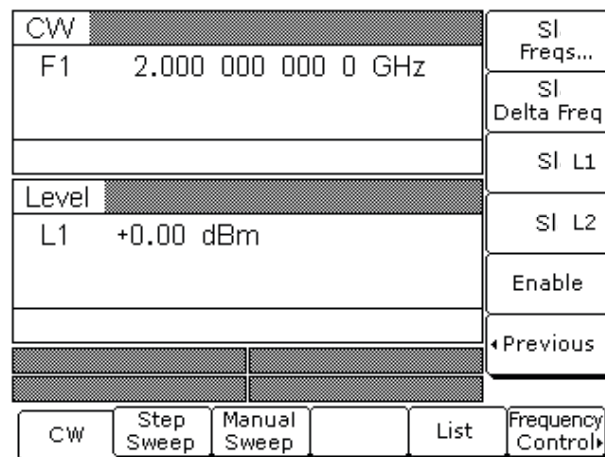 CW
F1 2.000 000 000 0 GHz
Level
L1 +0.00 dBm
Sl
Freqs...
Sl
Delta Freq
Sl L1
Sl L2
Enable
Previous
CW
Step
Sweep
Manual
Sweep
List
Frequency
Control